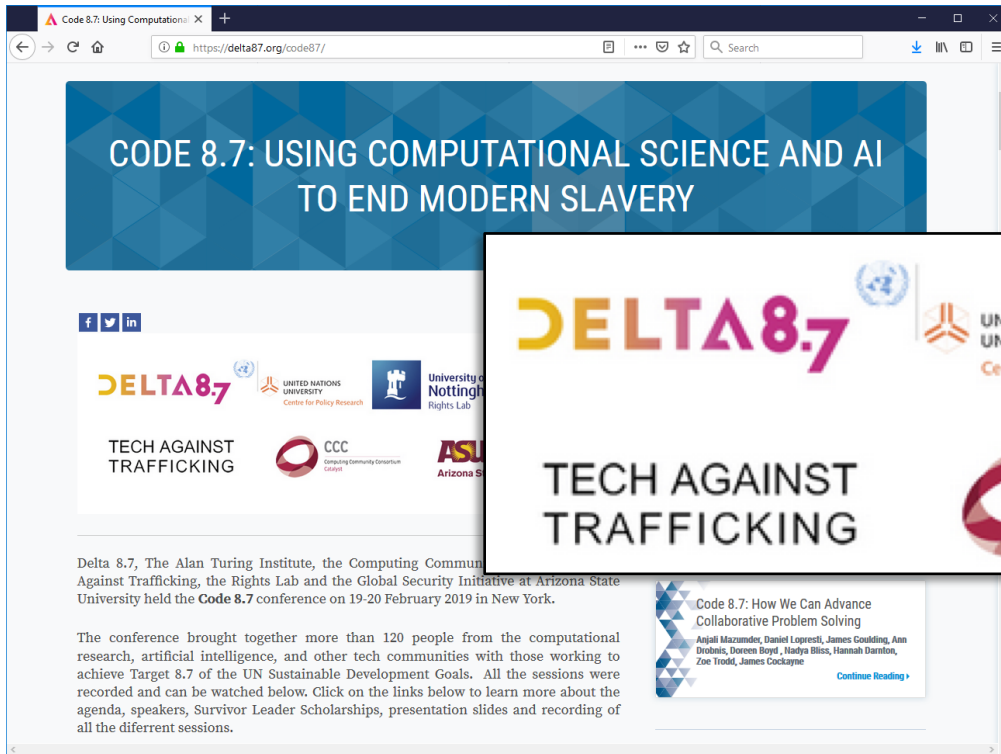 Code 8.7: Using Computational
https://delta87.org/code87/
Search
CODE 8.7: USING COMPUTATIONAL SCIENCE AND AI
TO END MODERN SLAVERY
DELTA8.7
UNITED NATIONS
UNIVERSITY
Centre for Policy Research
University o
Nottingh
Rights Lab
TECH AGAINST
TRAFFICKING
CCC
Computing Community Consortium
Catalyst
ASU
Arizona S
DELTA8.7
UN
UN
Ce
TECH AGAINST
TRAFFICKING
Delta 8.7, The Alan Turing Institute, the Computing Commun
Against Trafficking, the Rights Lab and the Global Security Initiative at Arizona State
University held the Code 8.7 conference on 19-20 February 2019 in New York.
The conference brought together more than 120 people from the computational
research, artificial intelligence, and other tech communities with those working to
achieve Target 8.7 of the UN Sustainable Development Goals. All the sessions were
recorded and can be watched below. Click on the links below to learn more about the
agenda, speakers, Survivor Leader Scholarships, presentation slides and recording of
all the diferrent sessions.
Code 8.7: How We Can Advance
Collaborative Problem Solving
Anjali Mazumder, Daniel Lopresti, James Goulding, Ann
Drobnis, Doreen Boyd , Nadya Bliss, Hannah Darnton,
Zoe Trodd, James Cockayne
Continue Reading